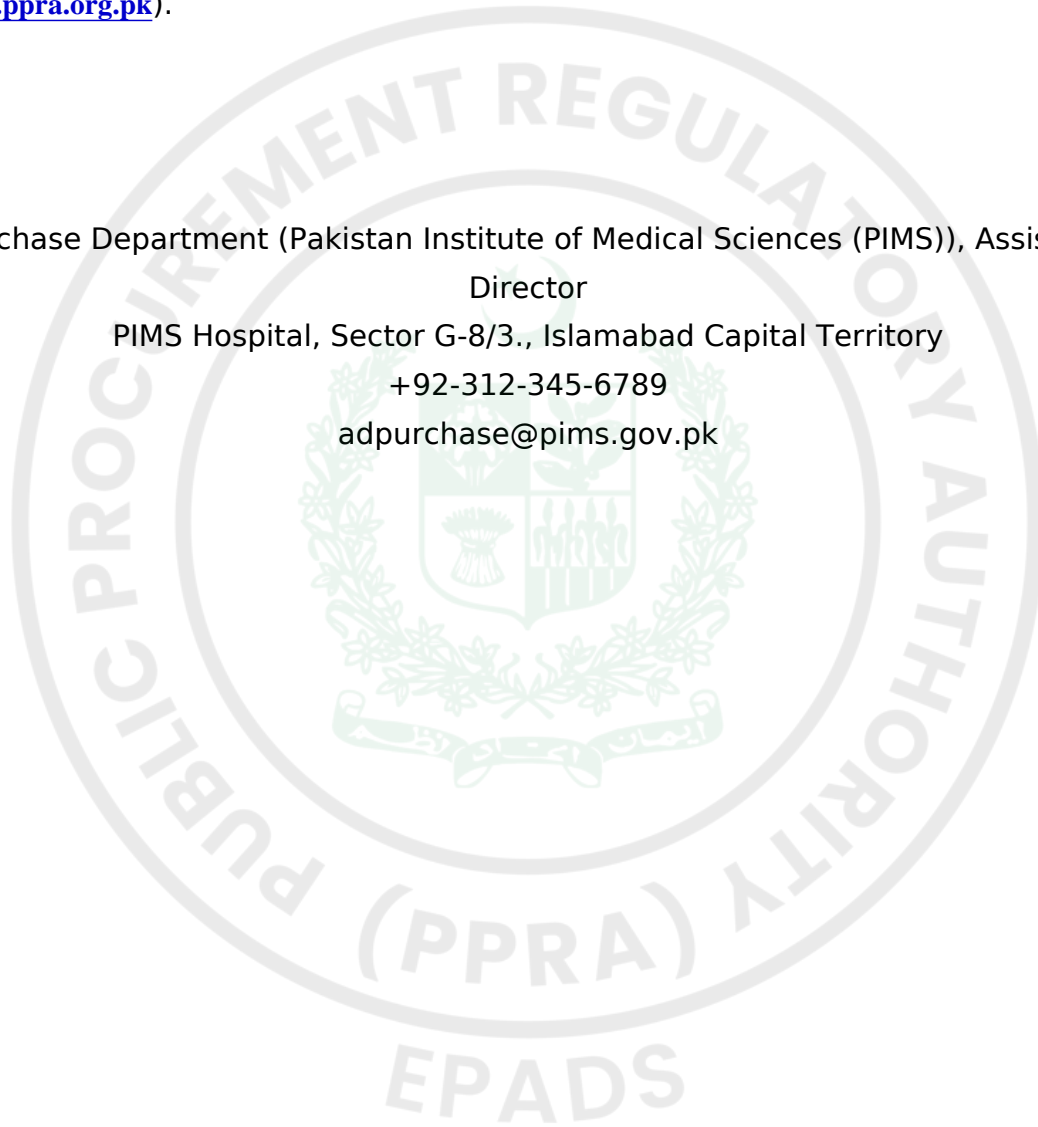 .ppra.org.pk).
chase Department (Pakistan Institute of Medical Sciences (PIMS)), Assis
Director
PIMS Hospital, Sector G-8/3., Islamabad Capital Territory
+92-312-345-6789
adpurchase@pims.gov.pk
PUBLIC PROCUREMENT REGULATORY AUTHORITY
(PPRA)
EPADS